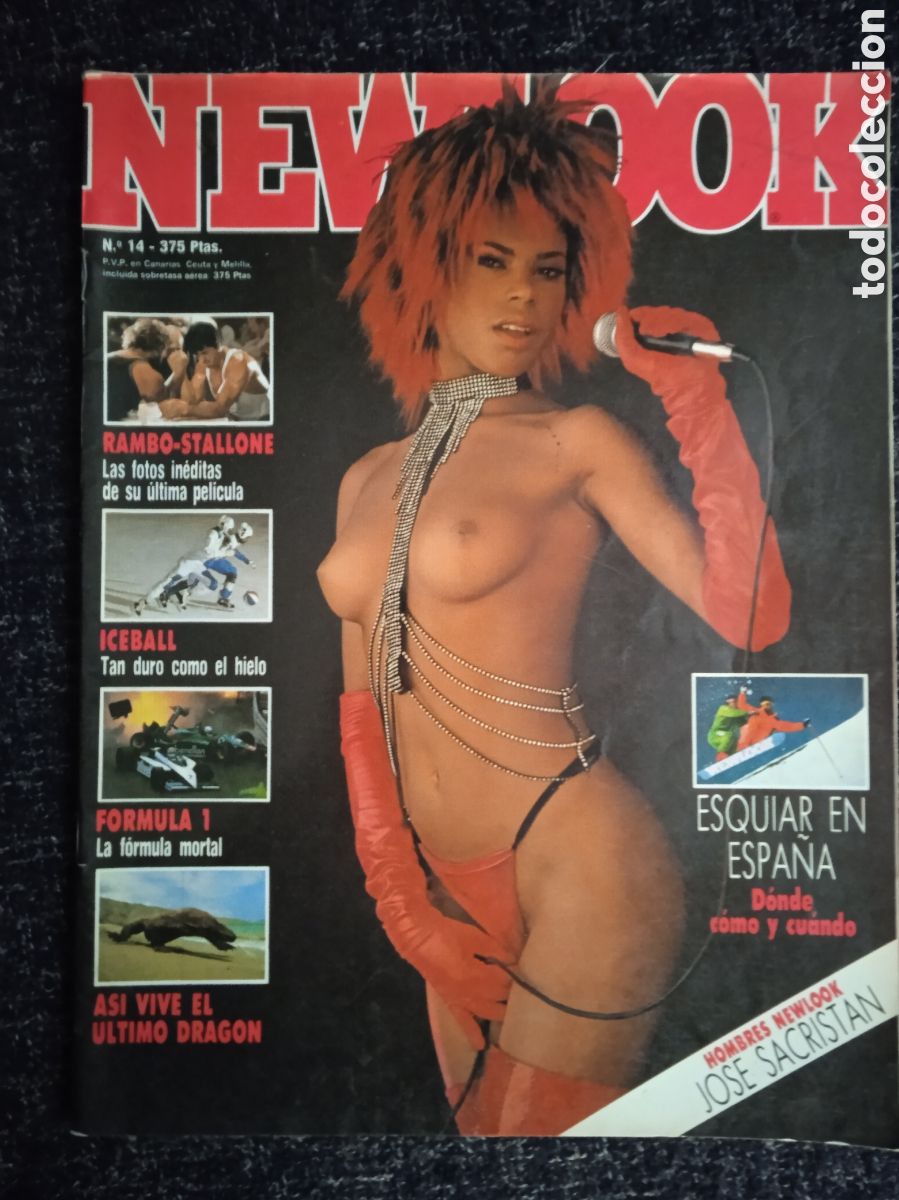 NEWLOOK
N.º 14 - 375 Ptas.
P.V.P. en Canarias, Ceuta y Melilla,
incluida sobretasa aérea 375 Ptas
RAMBO-STALLONE
Las fotos inéditas
de su última película
ICEBALL
Tan duro como el hielo
FORMULA 1
La fórmula mortal
ASI VIVE EL
ULTIMO DRAGON
ESQUIAR EN
ESPAÑA
Dónde
cómo y cuándo
HOMBRES NEWLOOK
JOSE SACRISTAN
benetton
todocoleccion